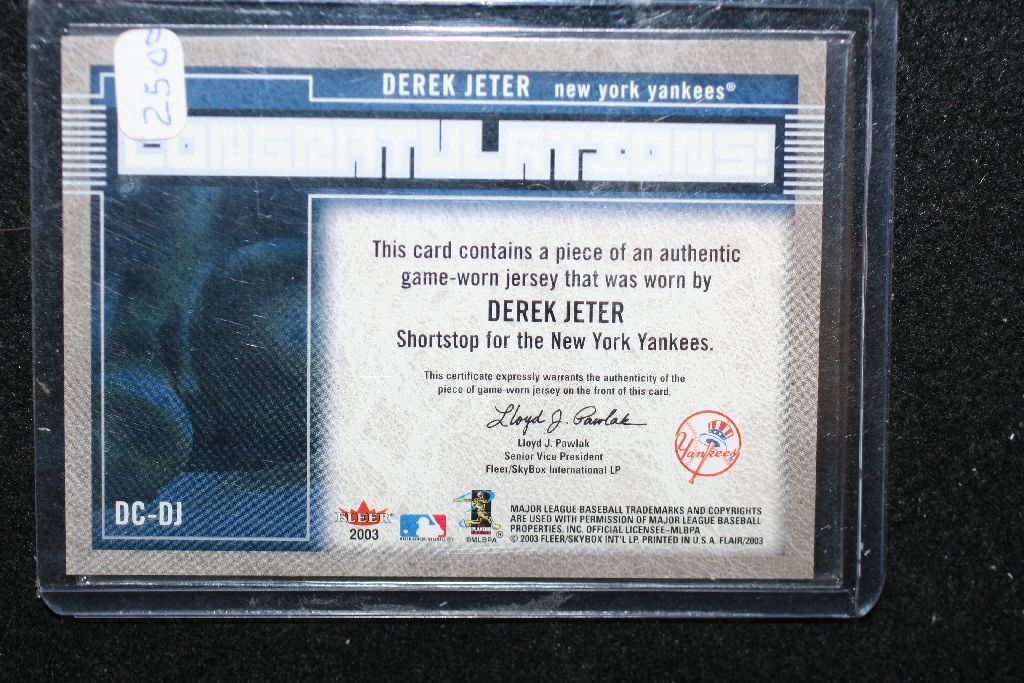 2500
DEREK JETER new york yankees®
CONGRATULATIONS!
This card contains a piece of an authentic
game-worn jersey that was worn by
DEREK JETER
Shortstop for the New York Yankees.
This certificate expressly warrants the authenticity of the
piece of game-worn jersey on the front of this card.
Lloyd J. Pawlak
Lloyd J. Pawlak
Senior Vice President
Fleer/SkyBox International LP
Yankees
DC-DJ
FLEER®
2003
PLAYERS
©MLBPA
MAJOR LEAGUE BASEBALL TRADEMARKS AND COPYRIGHTS
ARE USED WITH PERMISSION OF MAJOR LEAGUE BASEBALL
PROPERTIES, INC. OFFICIAL LICENSEE-MLBPA
© 2003 FLEER/SKYBOX INT'L LP. PRINTED IN U.S.A. FLAIR/2003